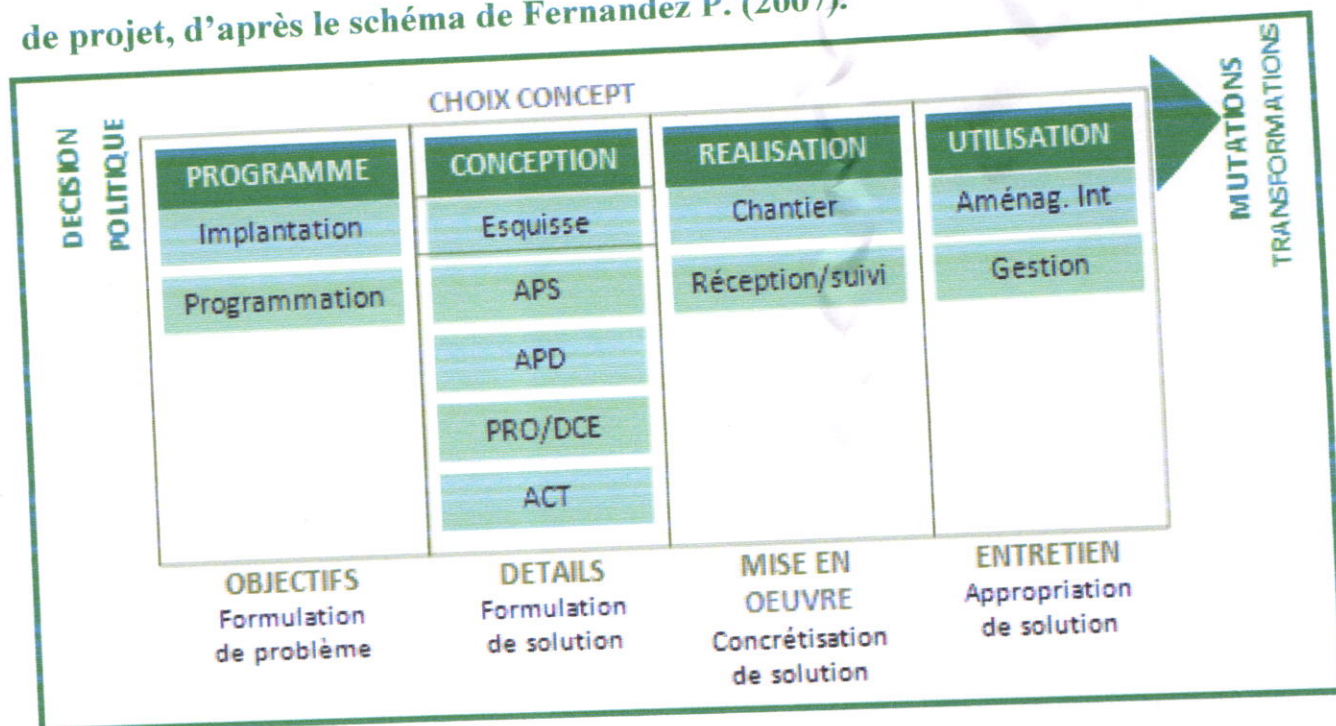 de projet, d'après le schéma de Fernandez P. (2007).
DECISION
POLITIQUE
CHOIX CONCEPT
PROGRAMME
Implantation
Programmation
CONCEPTION
Esquisse
APS
APD
PRO/DCE
ACT
REALISATION
Chantier
Réception/suivi
UTILISATION
Aménag. Int
Gestion
MUTATIONS
TRANSFORMATIONS
OBJECTIFS
Formulation
de problème
DETAILS
Formulation
de solution
MISE EN
OEUVRE
Concrétisation
de solution
ENTRETIEN
Appropriation
de solution